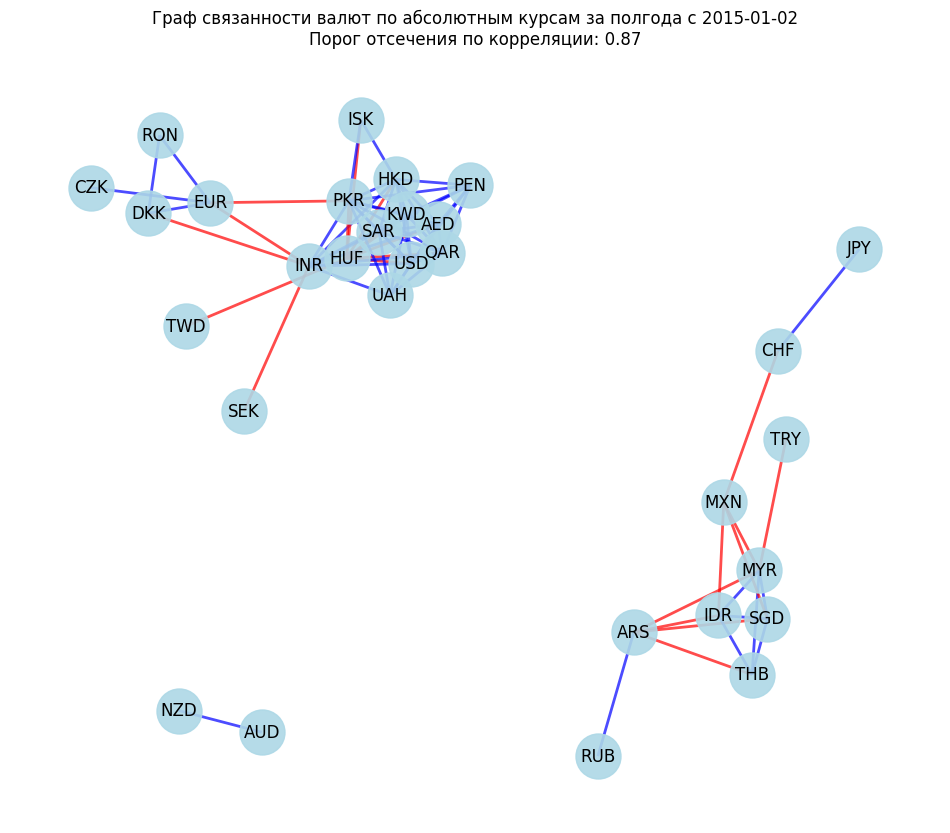 Граф связанности валют по абсолютным курсам за полгода с 2015-01-02
Порог отсечения по корреляции: 0.87
ISK
RON
HKD
PEN
CZK
PKR
EUR
DKK
KWD
AED
SAR
JPY
QAR
HUF
USD
INR
UAH
TWD
CHF
SEK
TRY
MXN
MYR
IDR
SGD
ARS
THB
NZD
AUD
RUB